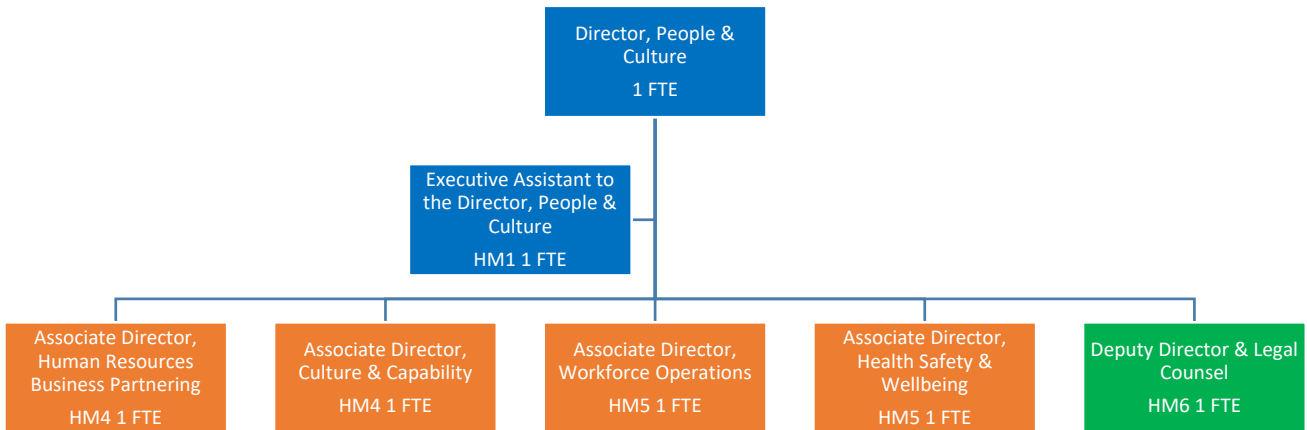 Director, People &
Culture
1 FTE
Executive Assistant to
the Director, People &
Culture
HM1 1 FTE
Associate Director,
Human Resources
Business Partnering
HM4 1 FTE
Associate Director,
Culture & Capability
HM4 1 FTE
Associate Director,
Workforce Operations
HM5 1 FTE
Associate Director,
Health Safety &
Wellbeing
HM5 1 FTE
Deputy Director & Legal
Counsel
HM6 1 FTE